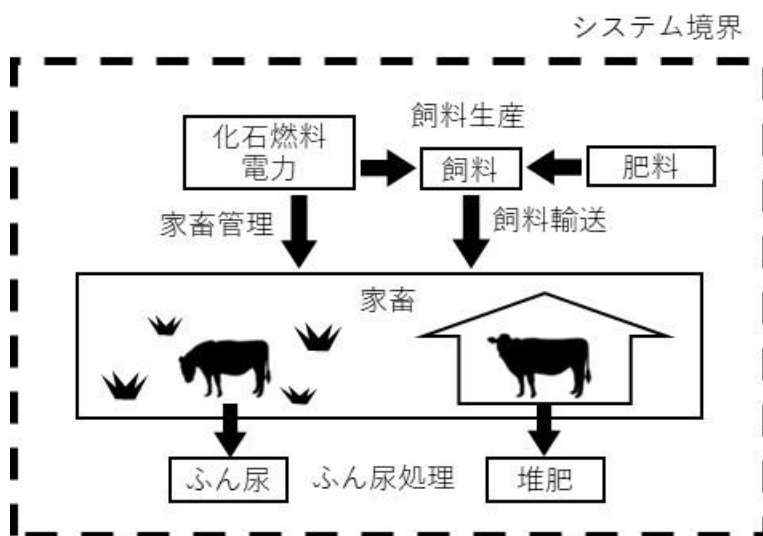 システム境界
飼料生産
化石燃料
電力
飼料
肥料
家畜管理
飼料輸送
家畜
ふん尿
ふん尿処理
堆肥